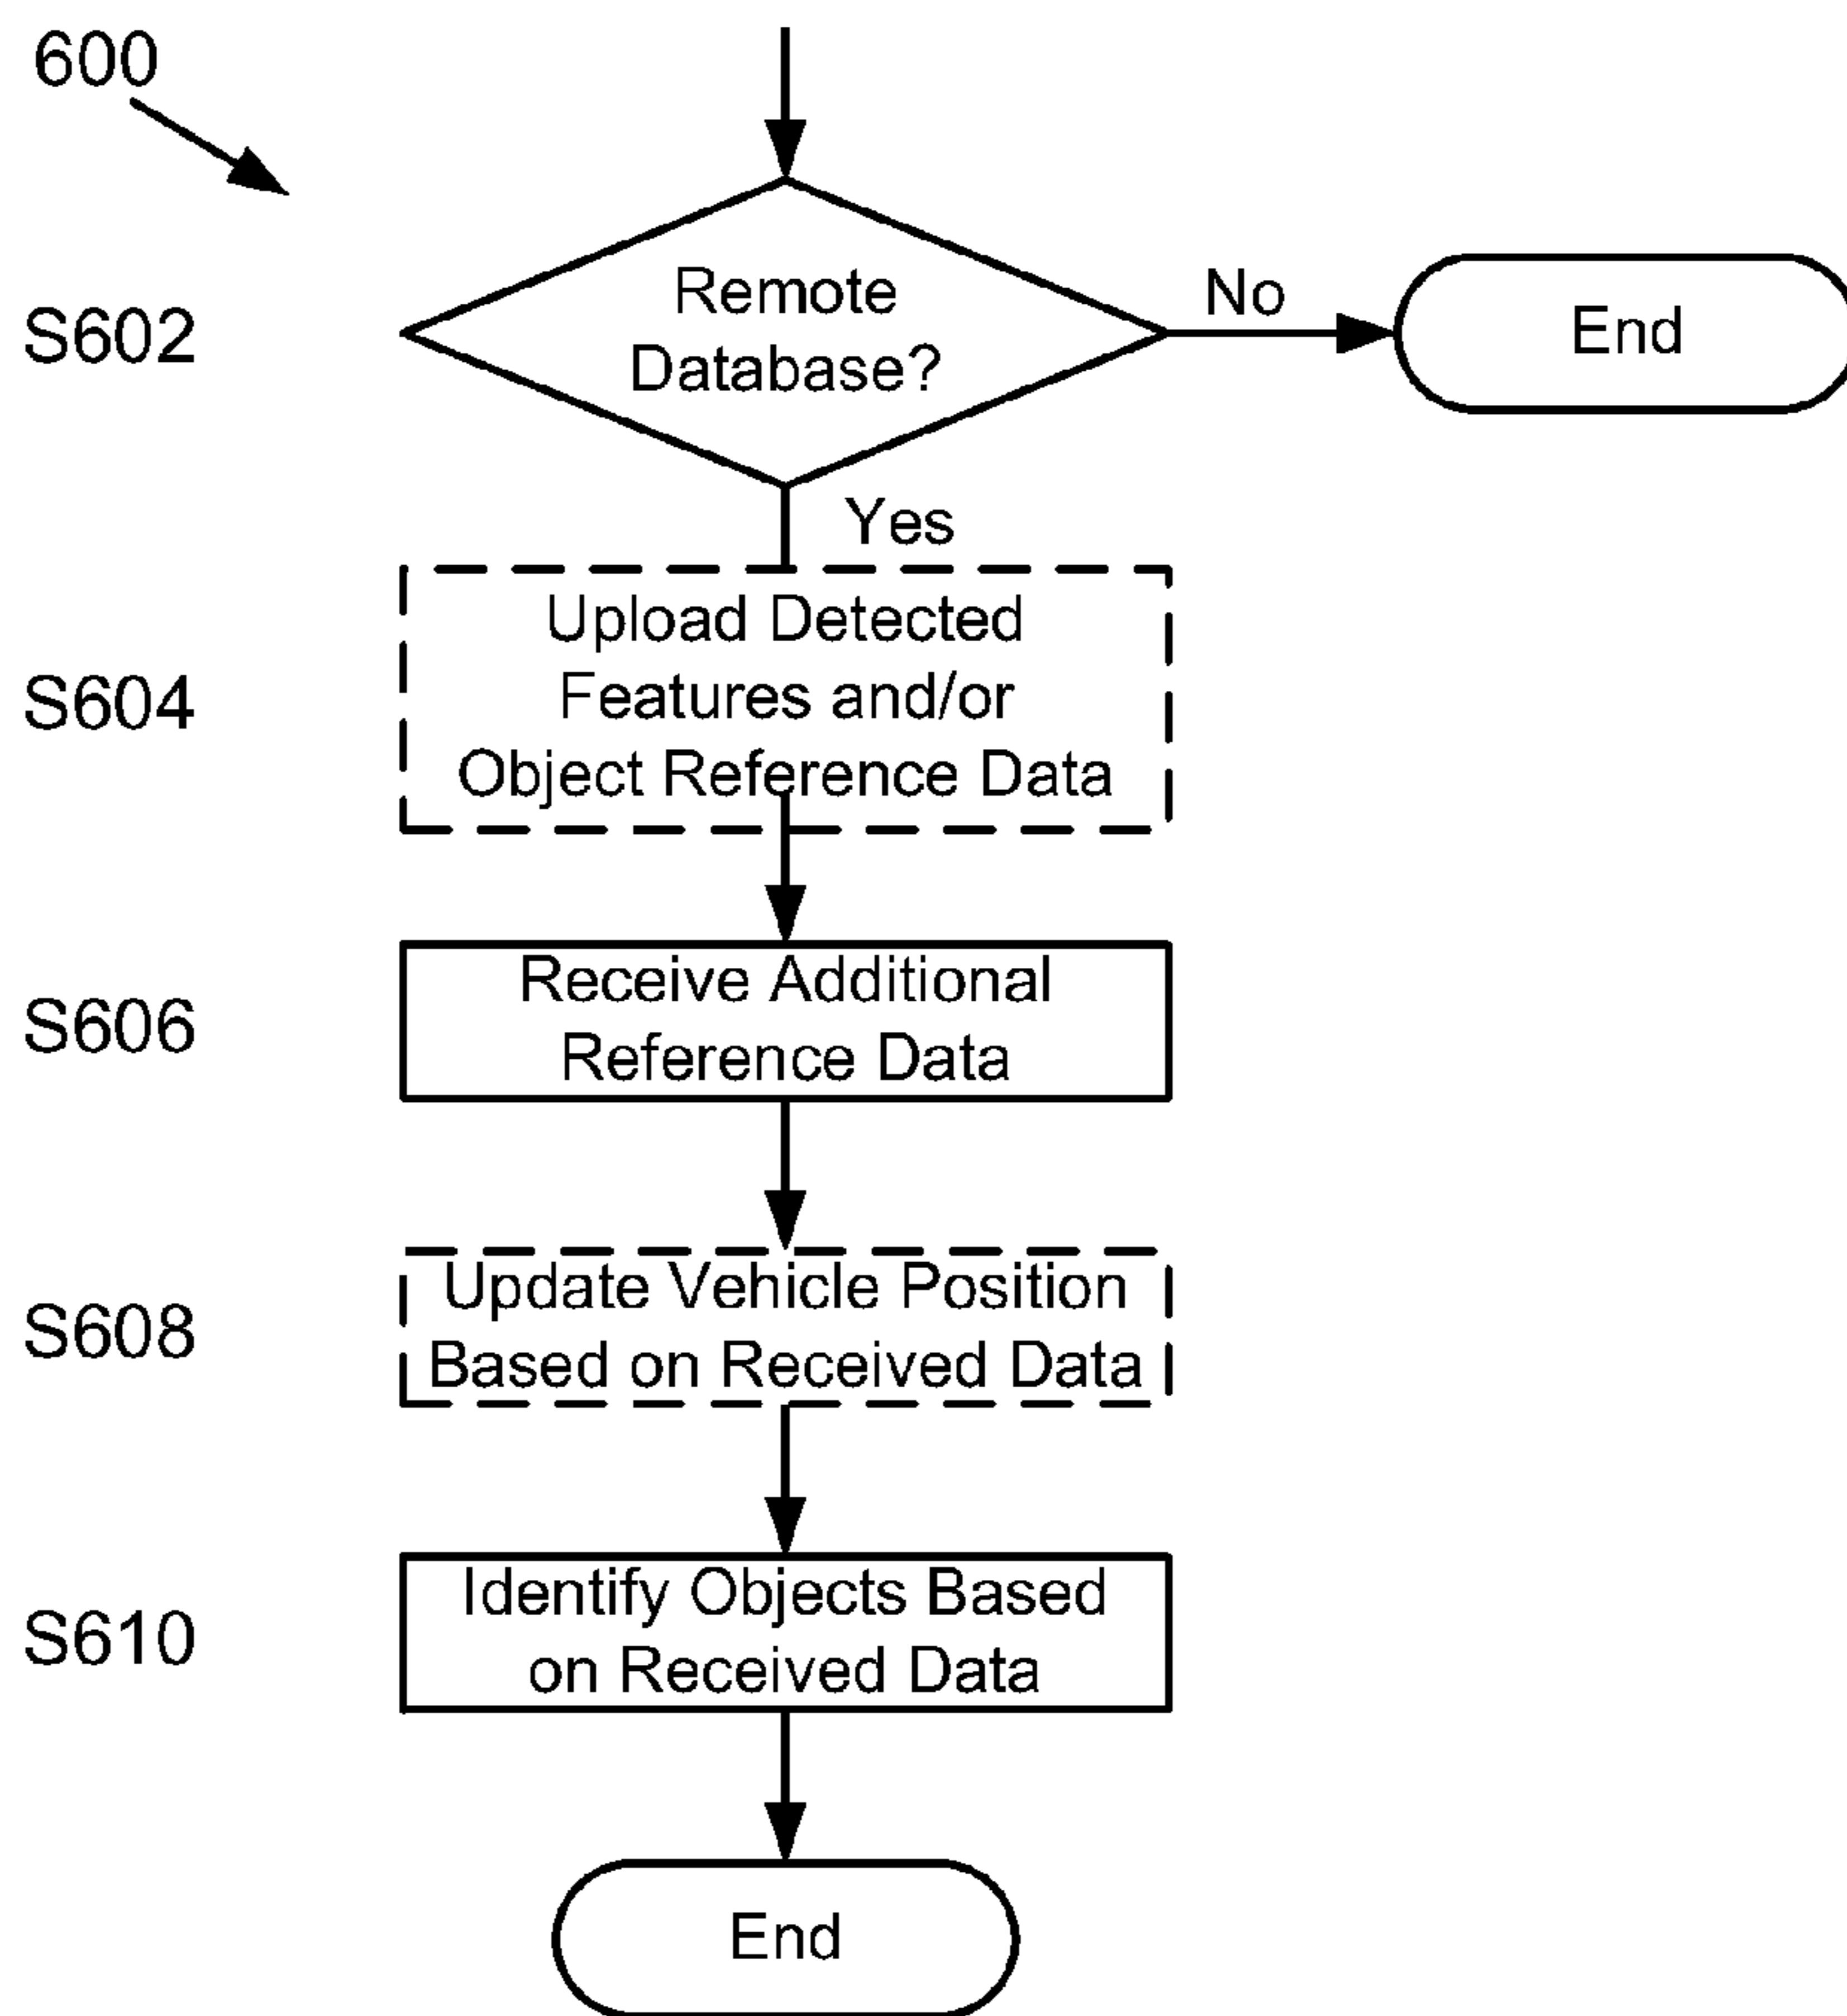 600
S602
Remote
Database?
No
End
Yes
S604
Upload Detected
Features and/or
Object Reference Data
S606
Receive Additional
Reference Data
S608
Update Vehicle Position
Based on Received Data
S610
Identify Objects Based
on Received Data
End